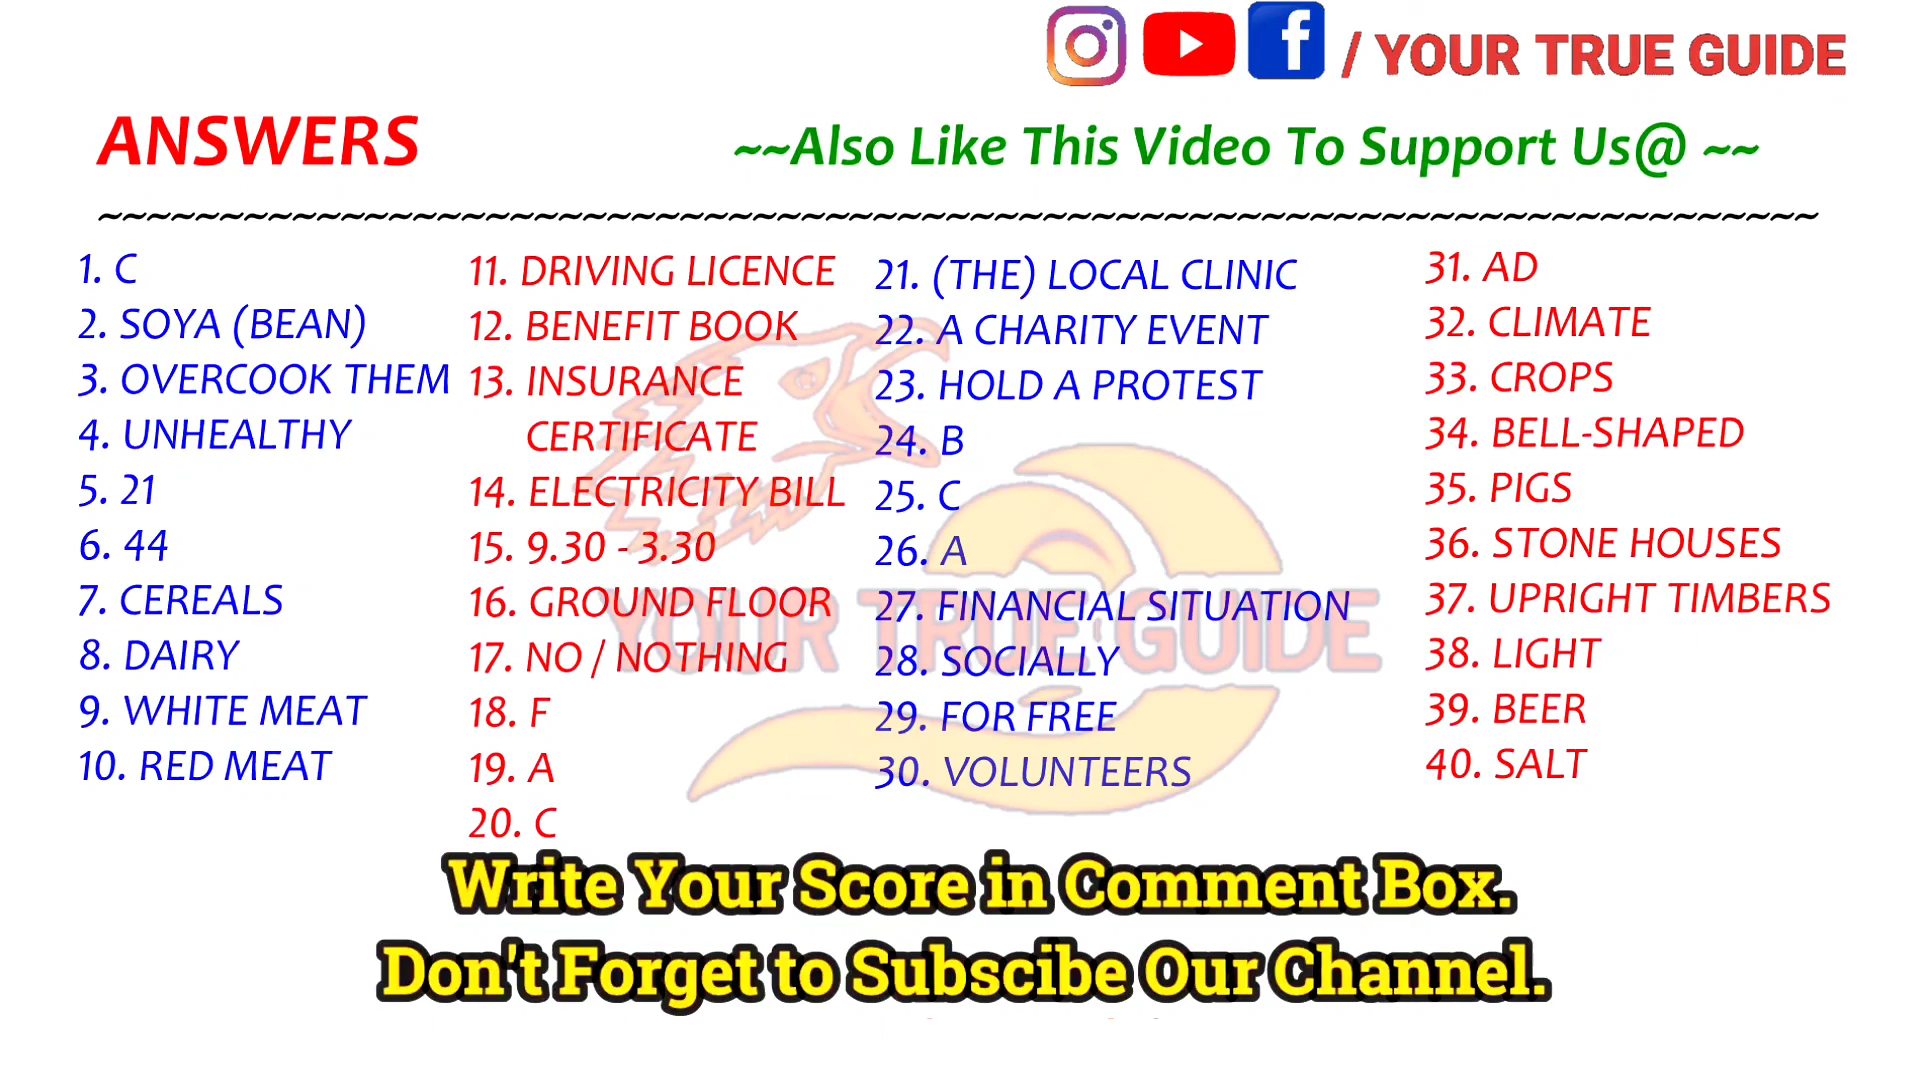 / YOUR TRUE GUIDE
ANSWERS
~~Also Like This Video To Support Us@ ~~
~~~~~~~~~~~~~~~~~~~~~~~~~~~~~~~~~~~~~~~~~~~~~~~~~~~~~~~~~~~~~~~~~~~~~~~
1. C
2. SOYA (BEAN)
3. OVERCOOK THEM
4. UNHEALTHY
5. 21
6. 44
7. CEREALS
8. DAIRY
9. WHITE MEAT
10. RED MEAT
11. DRIVING LICENCE
12. BENEFIT BOOK
13. INSURANCE
CERTIFICATE
14. ELECTRICITY BILL
15. 9.30 - 3.30
16. GROUND FLOOR
17. NO / NOTHING
18. F
19. A
20. C
21. (THE) LOCAL CLINIC
22. A CHARITY EVENT
23. HOLD A PROTEST
24. B
25. C
26. A
27. FINANCIAL SITUATION
28. SOCIALLY
29. FOR FREE
30. VOLUNTEERS
31. AD
32. CLIMATE
33. CROPS
34. BELL-SHAPED
35. PIGS
36. STONE HOUSES
37. UPRIGHT TIMBERS
38. LIGHT
39. BEER
40. SALT
YOUR TRUE GUIDE
Write Your Score in Comment Box.
Don't Forget to Subscibe Our Channel.